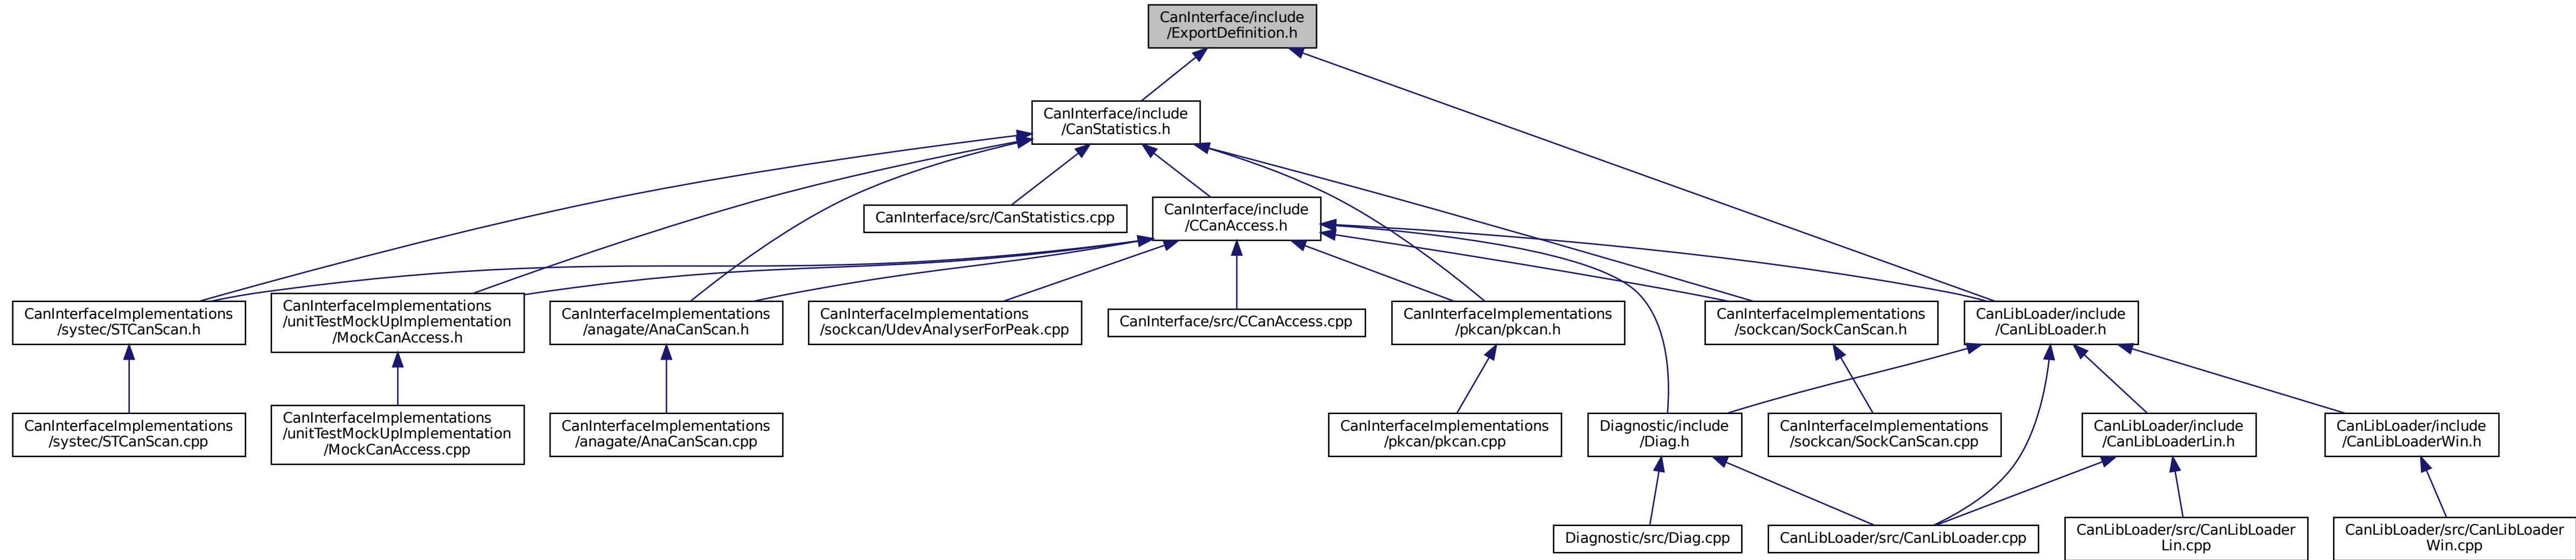 CanInterface/include
/ExportDefinition.h
CanInterface/include
/CanStatistics.h
CanInterface/src/CanStatistics.cpp
CanInterface/include
/CCanAccess.h
CanInterfaceImplementations
/systec/STCanScan.h
CanInterfaceImplementations
/unitTestMockUpImplementation
/MockCanAccess.h
CanInterfaceImplementations
/anagate/AnaCanScan.h
CanInterfaceImplementations
/sockcan/UdevAnalyserForPeak.cpp
CanInterface/src/CCanAccess.cpp
CanInterfaceImplementations
/pkcan/pkcan.h
CanInterfaceImplementations
/sockcan/SockCanScan.h
CanLibLoader/include
/CanLibLoader.h
CanInterfaceImplementations
/systec/STCanScan.cpp
CanInterfaceImplementations
/unitTestMockUpImplementation
/MockCanAccess.cpp
CanInterfaceImplementations
/anagate/AnaCanScan.cpp
CanInterfaceImplementations
/pkcan/pkcan.cpp
Diagnostic/include
/Diag.h
CanInterfaceImplementations
/sockcan/SockCanScan.cpp
CanLibLoader/include
/CanLibLoaderLin.h
CanLibLoader/include
/CanLibLoaderWin.h
Diagnostic/src/Diag.cpp
CanLibLoader/src/CanLibLoader.cpp
CanLibLoader/src/CanLibLoader
Lin.cpp
CanLibLoader/src/CanLibLoader
Win.cpp